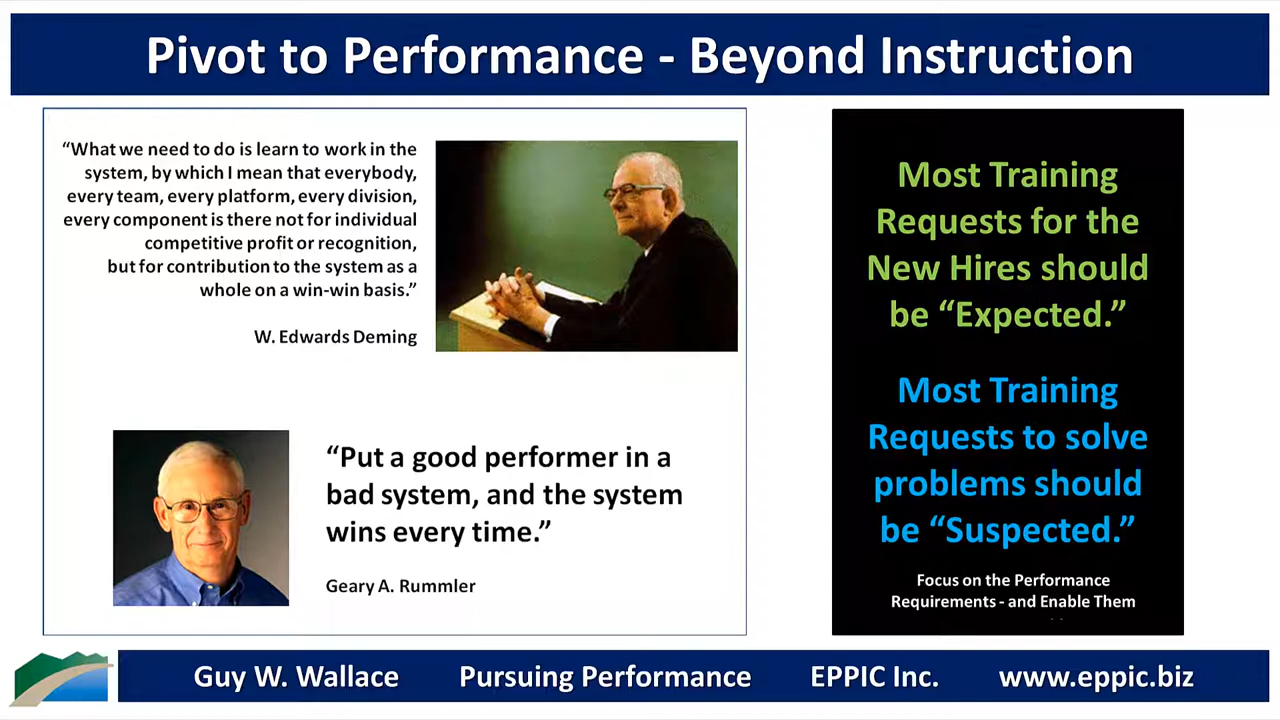 Pivot to Performance - Beyond Instruction
“What we need to do is learn to work in the
system, by which I mean that everybody,
every team, every platform, every division,
every component is there not for individual
competitive profit or recognition,
but for contribution to the system as a
whole on a win-win basis.”
W. Edwards Deming
“Put a good performer in a
bad system, and the system
wins every time.”
Geary A. Rummler
Most Training
Requests for the
New Hires should
be “Expected.”
Most Training
Requests to solve
problems should
be “Suspected.”
Focus on the Performance
Requirements - and Enable Them
Guy W. Wallace Pursuing Performance EPPIC Inc. www.eppic.biz